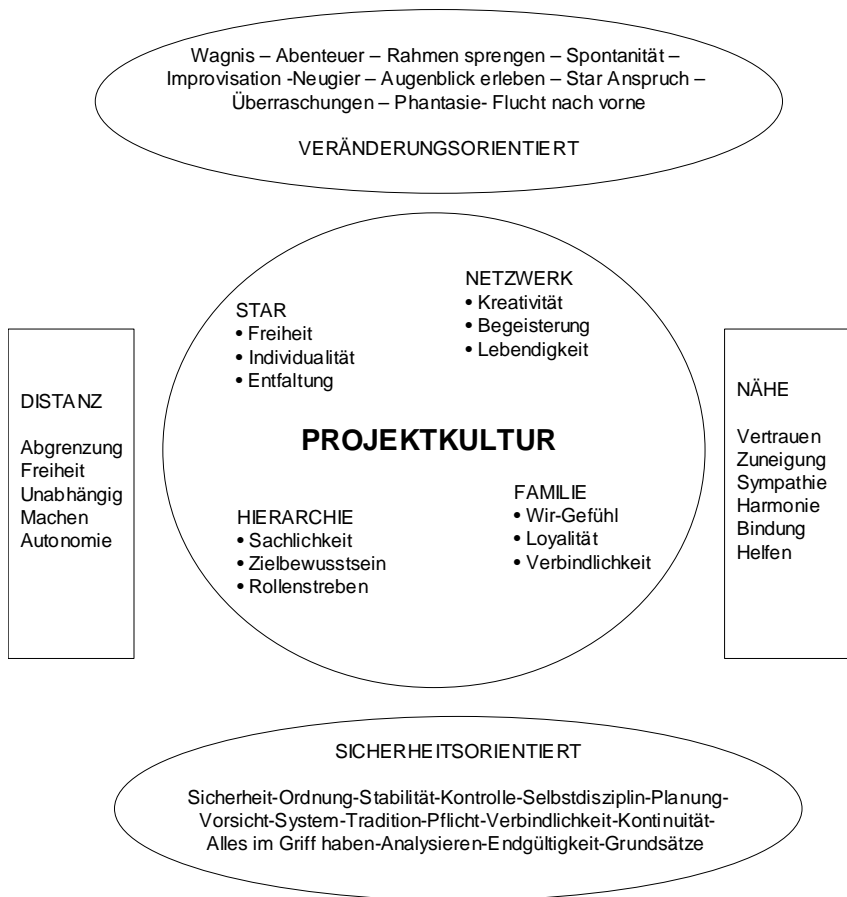 Wagnis – Abenteuer – Rahmen sprengen – Spontanität –
Improvisation -Neugier – Augenblick erleben – Star Anspruch –
Überraschungen – Phantasie- Flucht nach vorne
VERÄNDERUNGSORIENTIERT
STAR
• Freiheit
• Individualität
• Entfaltung
NETZWERK
• Kreativität
• Begeisterung
• Lebendigkeit
DISTANZ
Abgrenzung
Freiheit
Unabhängig
Machen
Autonomie
PROJEKTKULTUR
NÄHE
Vertrauen
Zuneigung
Sympathie
Harmonie
Bindung
Helfen
HIERARCHIE
• Sachlichkeit
• Zielbewusstsein
• Rollenstreben
FAMILIE
• Wir-Gefühl
• Loyalität
• Verbindlichkeit
SICHERHEITSORIENTIERT
Sicherheit-Ordnung-Stabilität-Kontrolle-Selbstdisziplin-Planung-
Vorsicht-System-Tradition-Pflicht-Verbindlichkeit-Kontinuität-
Alles im Griff haben-Analysieren-Endgültigkeit-Grundsätze